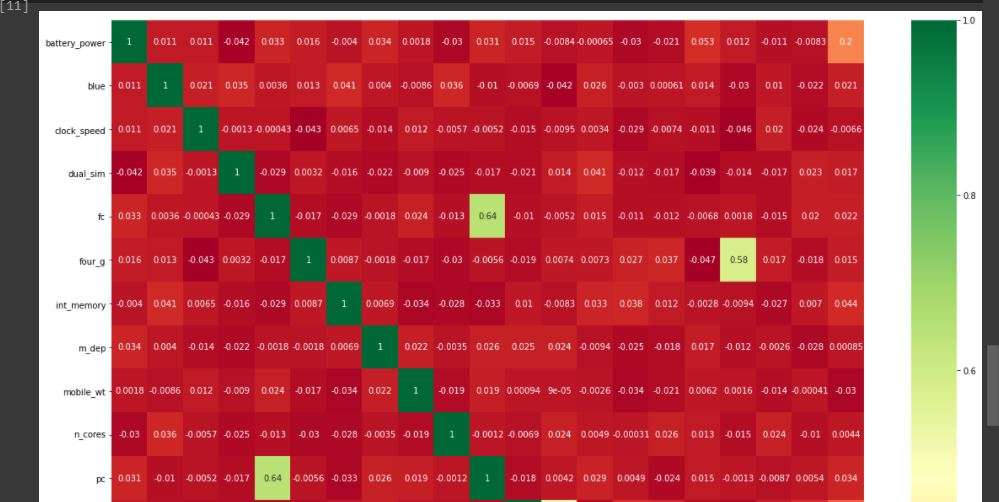 [11]
1.0
battery_power 1 0.011 0.011 -0.042 0.033 0.016 -0.004 0.034 0.0018 -0.03 0.031 0.015 -0.0084 -0.00065 -0.03 -0.021 0.053 0.012 -0.011 -0.0083 0.2
blue 0.011 1 0.021 0.035 0.0036 0.013 0.041 0.004 -0.0086 0.036 -0.01 -0.0069 -0.042 0.026 -0.003 0.00061 0.014 -0.03 0.01 -0.022 0.021
clock_speed 0.011 0.021 1 -0.0013 -0.00043 -0.043 0.0065 -0.014 0.012 -0.0057 -0.0052 -0.015 -0.0095 0.0034 -0.029 -0.0074 -0.011 -0.046 0.02 -0.024 -0.0066
dual_sim -0.042 0.035 -0.0013 1 -0.029 0.0032 -0.016 -0.022 -0.009 -0.025 -0.017 -0.021 0.014 0.041 -0.012 -0.017 -0.039 -0.014 -0.017 0.023 0.017
0.8
fc 0.033 0.0036 -0.00043 -0.029 1 -0.017 -0.029 -0.0018 0.024 -0.013 0.64 -0.01 -0.0052 0.015 -0.011 -0.012 -0.0068 0.0018 -0.015 0.02 0.022
four_g 0.016 0.013 -0.043 0.0032 -0.017 1 0.0087 -0.0018 -0.017 -0.03 -0.0056 -0.019 0.0074 0.0073 0.027 0.037 -0.047 0.58 0.017 -0.018 0.015
int_memory -0.004 0.041 0.0065 -0.016 -0.029 0.0087 1 0.0069 -0.034 -0.028 -0.033 0.01 -0.0083 0.033 0.038 0.012 -0.0028 -0.0094 -0.027 0.007 0.044
m_dep 0.034 0.004 -0.014 -0.022 -0.0018 -0.0018 0.0069 1 0.022 -0.0035 0.026 0.025 0.024 -0.0094 -0.025 -0.018 0.017 -0.012 -0.0026 -0.028 0.00085
0.6
mobile_wt 0.0018 -0.0086 0.012 -0.009 0.024 -0.017 -0.034 0.022 1 -0.019 0.019 0.00094 9e-05 -0.0026 -0.034 -0.021 0.0062 0.0016 -0.014 -0.00041 -0.03
n_cores -0.03 0.036 -0.0057 -0.025 -0.013 -0.03 -0.028 -0.0035 -0.019 1 -0.0012 -0.0069 0.024 0.0049 -0.00031 0.026 0.013 -0.015 0.024 -0.01 0.0044
pc 0.031 -0.01 -0.0052 -0.017 0.64 -0.0056 -0.033 0.026 0.019 -0.0012 1 -0.018 0.0042 0.029 0.0049 -0.024 0.015 -0.0013 -0.0087 0.0054 0.034